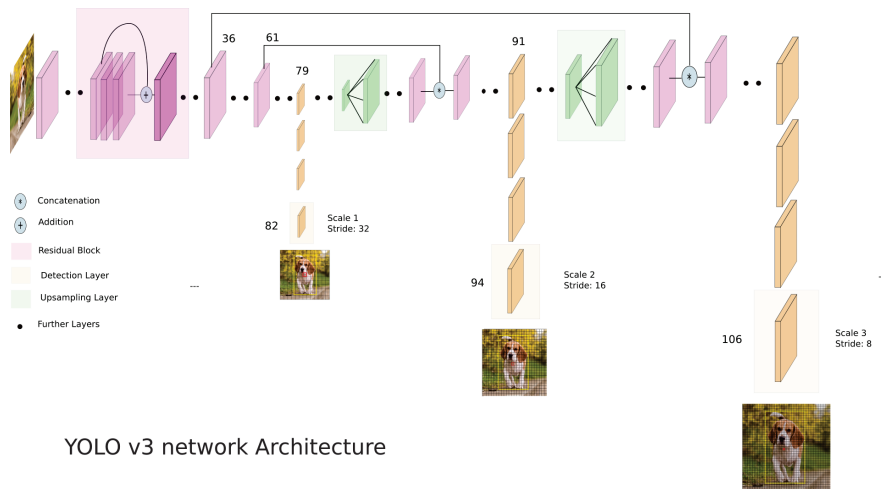 36
61
79
91
*
*
+
82
Scale 1
Stride: 32
94
Scale 2
Stride: 16
106
Scale 3
Stride: 8
* Concatenation
+ Addition
Residual Block
Detection Layer
Upsampling Layer
Further Layers
---
YOLO v3 network Architecture